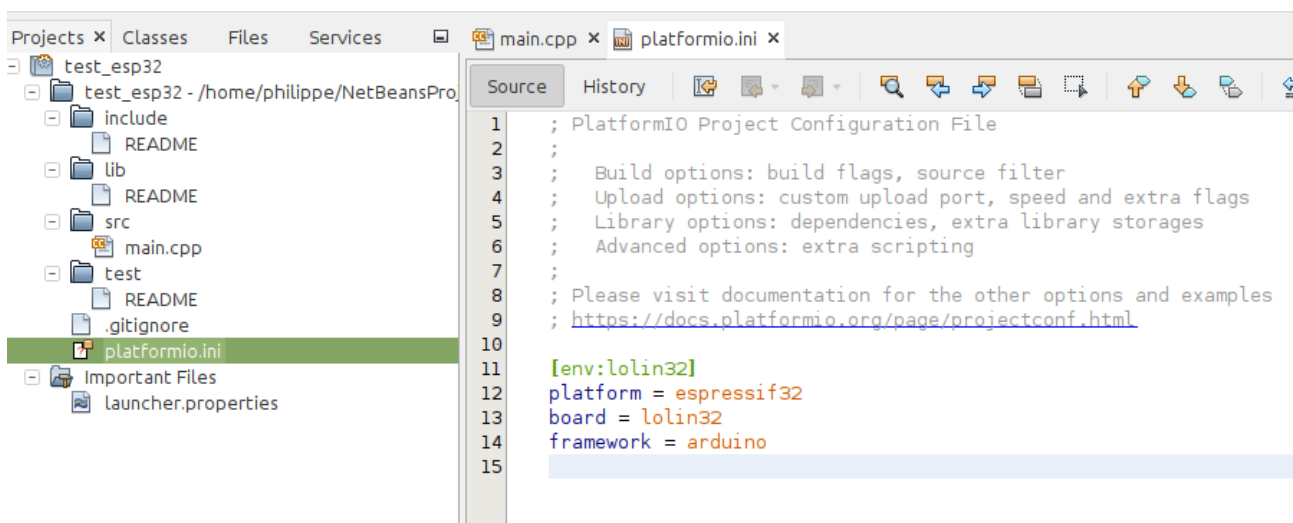 Projects Classes Files Services
test_esp32
test_esp32 - /home/philippe/NetBeansPro
include
README
lib
README
src
main.cpp
test
README
.gitignore
platformio.ini
Important Files
launcher.properties
main.cpp platformio.ini
Source History
1 ; PlatformIO Project Configuration File
2 ;
3 ;   Build options: build flags, source filter
4 ;   Upload options: custom upload port, speed and extra flags
5 ;   Library options: dependencies, extra library storages
6 ;   Advanced options: extra scripting
7 ;
8 ; Please visit documentation for the other options and examples
9 ; https://docs.platformio.org/page/projectconf.html
10
11 [env:lolin32]
12 platform = espressif32
13 board = lolin32
14 framework = arduino
15